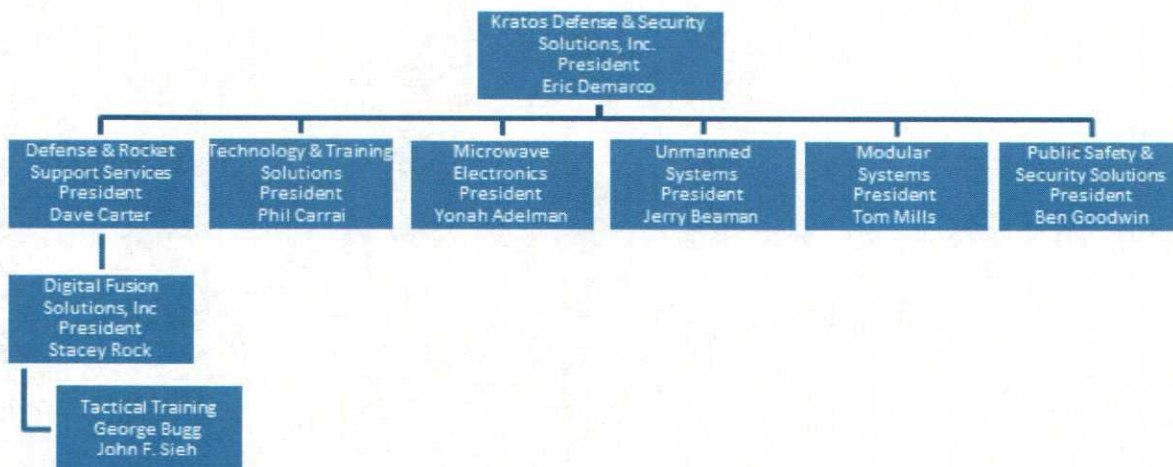 Kratos Defense & Security
Solutions, Inc.
President
Eric Demarco
Defense & Rocket
Support Services
President
Dave Carter
Technology & Training
Solutions
President
Phil Carrai
Microwave
Electronics
President
Yonah Adelman
Unmanned
Systems
President
Jerry Beaman
Modular
Systems
President
Tom Mills
Public Safety &
Security Solutions
President
Ben Goodwin
Digital Fusion
Solutions, Inc
President
Stacey Rock
Tactical Training
George Bugg
John F. Sieh